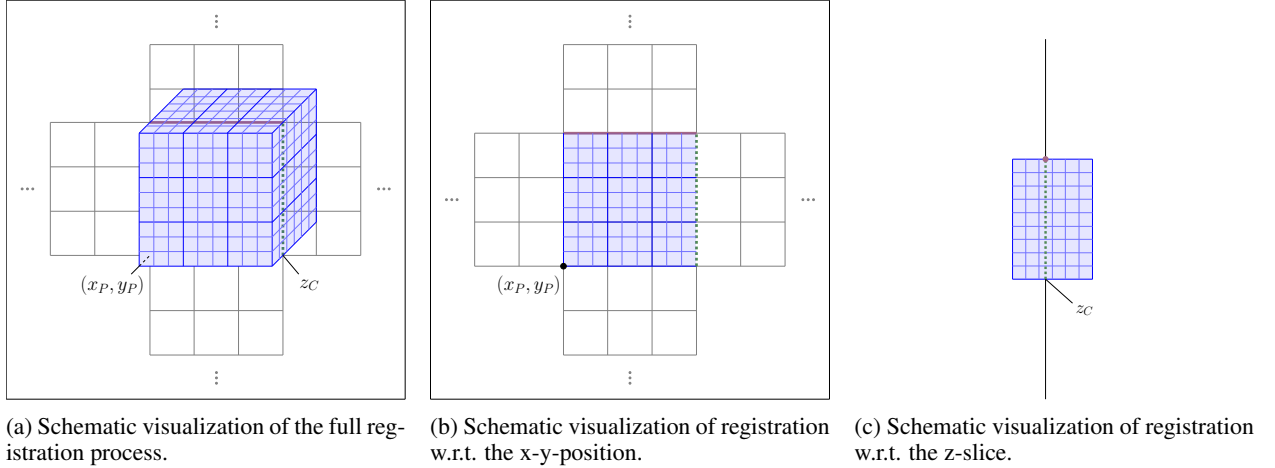 ⋮
...
...
(x_P, y_P)
z_C
⋮
⋮
...
...
(x_P, y_P)
⋮
z_C
(a) Schematic visualization of the full reg-
istration process.
(b) Schematic visualization of registration
w.r.t. the x-y-position.
(c) Schematic visualization of registration
w.r.t. the z-slice.